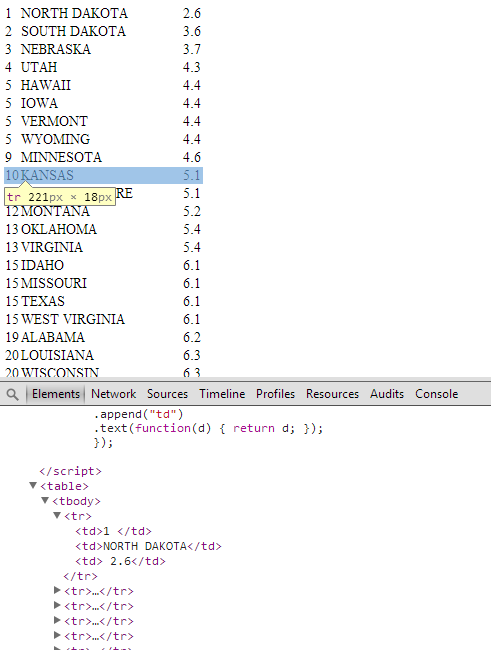 1 NORTH DAKOTA 2.6
2 SOUTH DAKOTA 3.6
3 NEBRASKA 3.7
4 UTAH 4.3
5 HAWAII 4.4
5 IOWA 4.4
5 VERMONT 4.4
5 WYOMING 4.4
9 MINNESOTA 4.6
10 KANSAS 5.1
tr 221px × 18px RE 5.1
12 MONTANA 5.2
13 OKLAHOMA 5.4
13 VIRGINIA 5.4
15 IDAHO 6.1
15 MISSOURI 6.1
15 TEXAS 6.1
15 WEST VIRGINIA 6.1
19 ALABAMA 6.2
20 LOUISIANA 6.3
20 WISCONSIN 6.3
Elements Network Sources Timeline Profiles Resources Audits Console
.append("td")
.text(function(d) { return d; });
});
</script>
▼<table>
▼<tbody>
▼<tr>
<td>1 </td>
<td>NORTH DAKOTA</td>
<td> 2.6</td>
</tr>
▶<tr>…</tr>
▶<tr>…</tr>
▶<tr>…</tr>
▶<tr>…</tr>
▶<tr>…</tr>